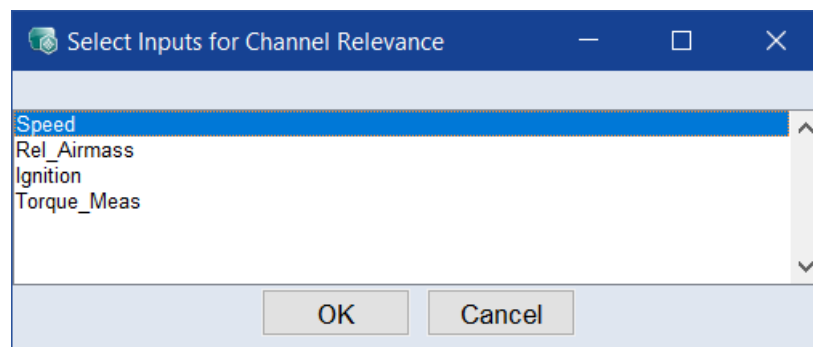 Select Inputs for Channel Relevance
Speed
Rel_Airmass
Ignition
Torque_Meas
OK Cancel